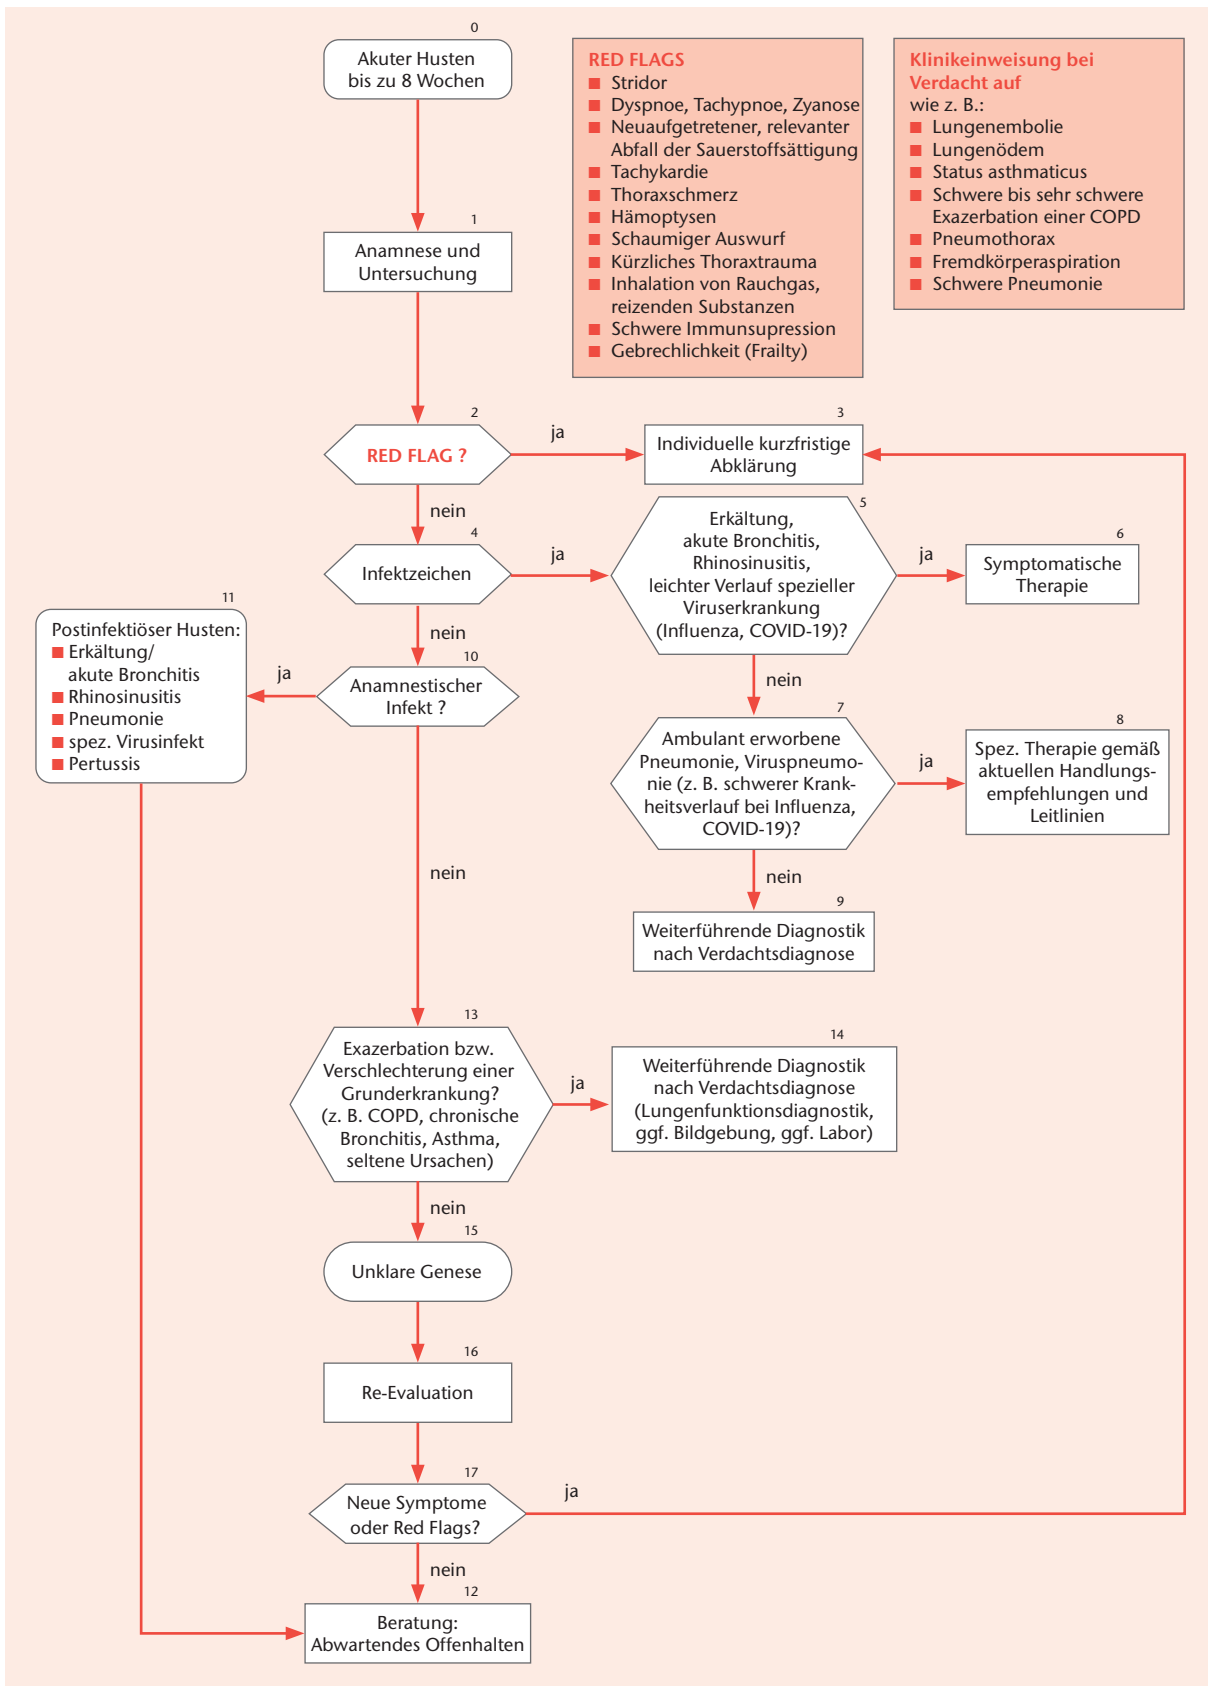 0
Akuter Husten
bis zu 8 Wochen
RED FLAGS
■ Stridor
■ Dyspnoe, Tachypnoe, Zyanose
■ Neuaufgetretener, relevanter
Abfall der Sauerstoffsättigung
■ Tachykardie
■ Thoraxschmerz
■ Hämoptysen
■ Schaumiger Auswurf
■ Kürzliches Thoraxtrauma
■ Inhalation von Rauchgas,
reizenden Substanzen
■ Schwere Immunsupression
■ Gebrechlichkeit (Frailty)
Klinikeinweisung bei
Verdacht auf
wie z. B.:
■ Lungenembolie
■ Lungenödem
■ Status asthmaticus
■ Schwere bis sehr schwere
Exazerbation einer COPD
■ Pneumothorax
■ Fremdkörperaspiration
■ Schwere Pneumonie
1
Anamnese und
Untersuchung
2
RED FLAG ?
ja
3
Individuelle kurzfristige
Abklärung
nein
4
Infektzeichen
ja
5
Erkältung,
akute Bronchitis,
Rhinosinusitis,
leichter Verlauf spezieller
Viruserkrankung
(Influenza, COVID-19)?
ja
6
Symptomatische
Therapie
nein
7
Ambulant erworbene
Pneumonie, Viruspneumo-
nie (z. B. schwerer Krank-
heitsverlauf bei Influenza,
COVID-19)?
ja
8
Spez. Therapie gemäß
aktuellen Handlungs-
empfehlungen und
Leitlinien
nein
9
Weiterführende Diagnostik
nach Verdachtsdiagnose
nein
10
Anamnestischer
Infekt ?
ja
11
Postinfektiöser Husten:
■ Erkältung/
akute Bronchitis
■ Rhinosinusitis
■ Pneumonie
■ spez. Virusinfekt
■ Pertussis
nein
13
Exazerbation bzw.
Verschlechterung einer
Grunderkrankung?
(z. B. COPD, chronische
Bronchitis, Asthma,
seltene Ursachen)
ja
14
Weiterführende Diagnostik
nach Verdachtsdiagnose
(Lungenfunktionsdiagnostik,
ggf. Bildgebung, ggf. Labor)
nein
15
Unklare Genese
16
Re-Evaluation
17
Neue Symptome
oder Red Flags?
ja
nein
12
Beratung:
Abwartendes Offenhalten